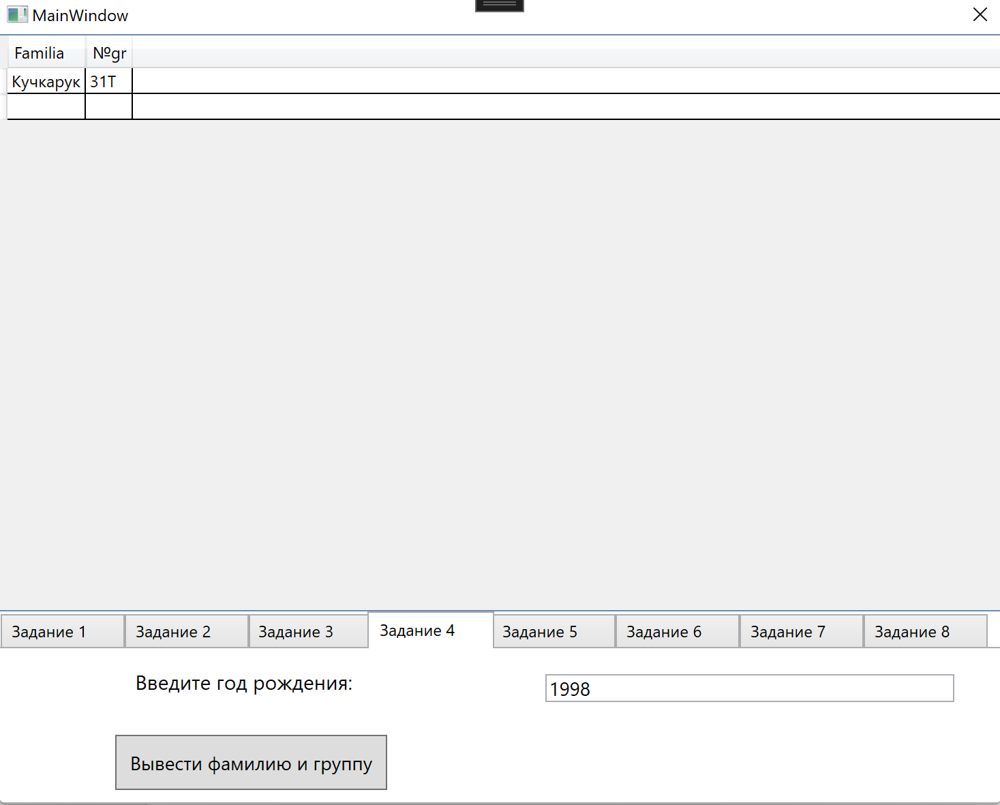 MainWindow
Familia №gr
Кучкарук 31Т
Задание 1 Задание 2 Задание 3 Задание 4 Задание 5 Задание 6 Задание 7 Задание 8
Введите год рождения: 1998
Вывести фамилию и группу